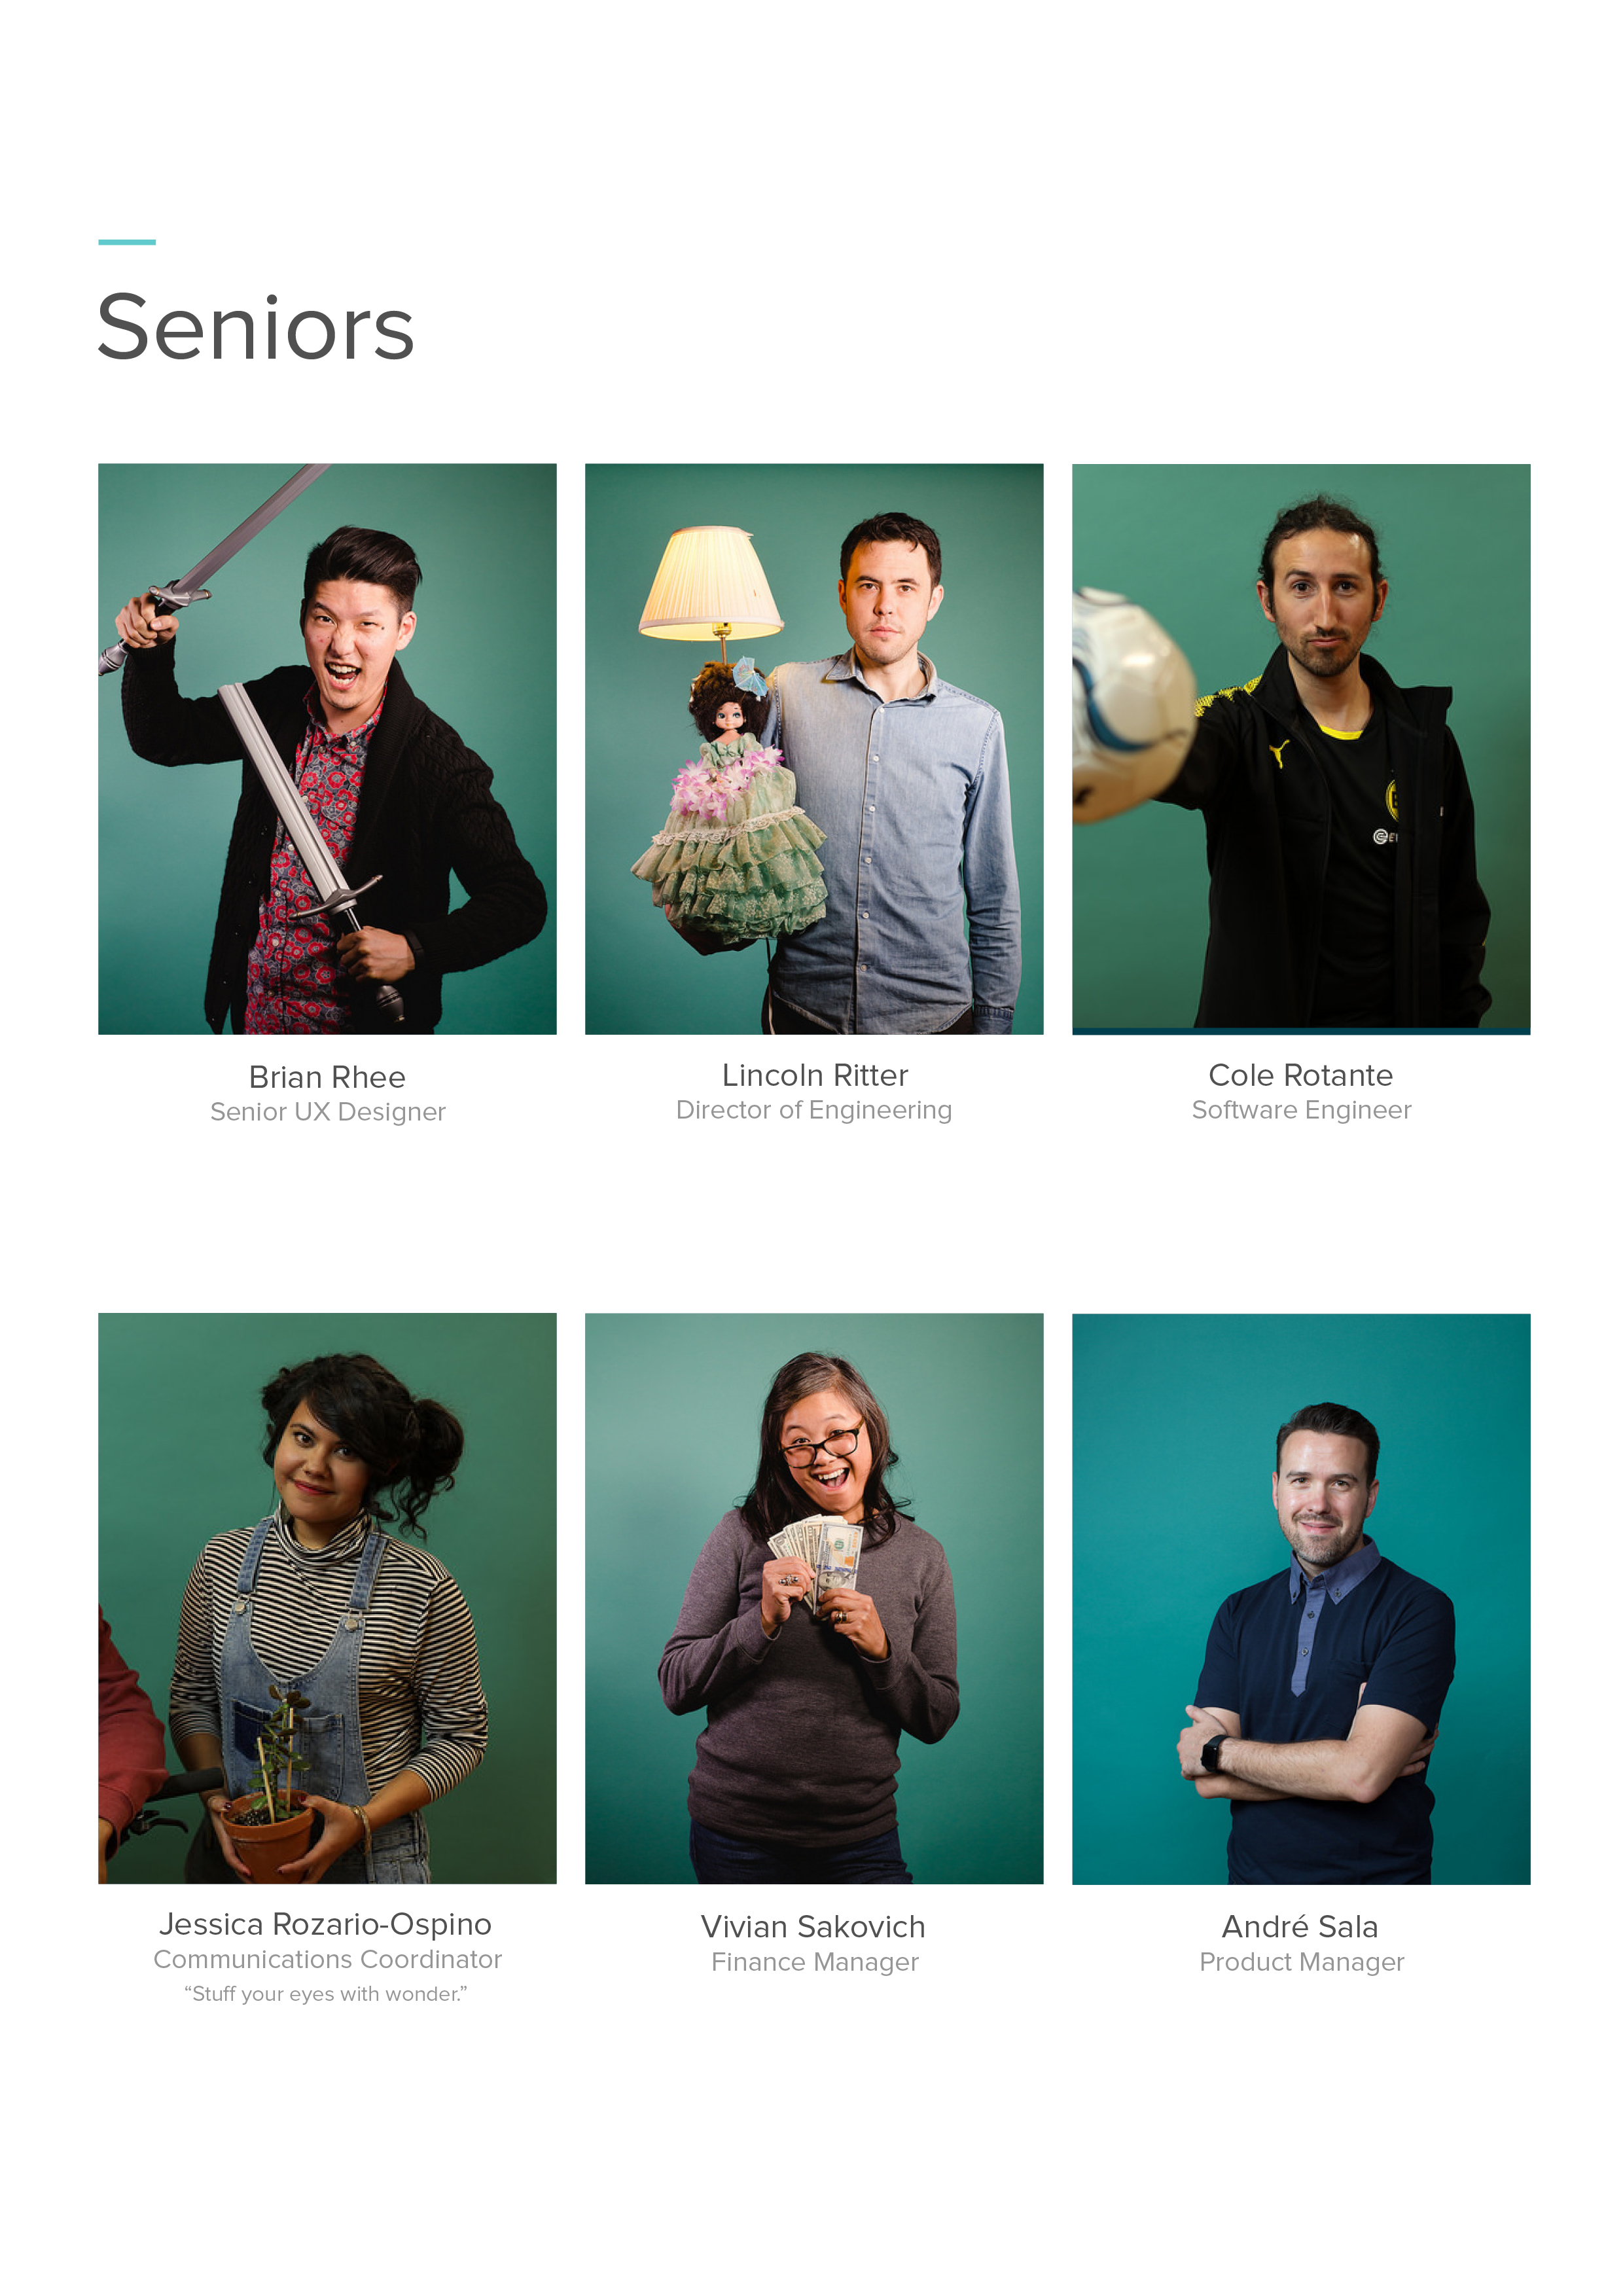 Seniors
Brian Rhee
Senior UX Designer
Lincoln Ritter
Director of Engineering
Cole Rotante
Software Engineer
Jessica Rozario-Ospino
Communications Coordinator
“Stuff your eyes with wonder.”
Vivian Sakovich
Finance Manager
André Sala
Product Manager